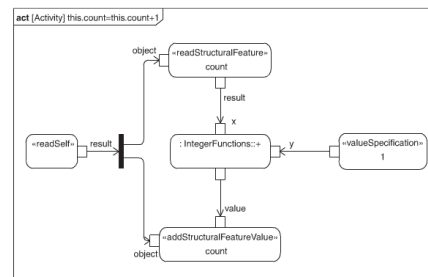 act [Activity] this.count=this.count+1
object
«readStructuralFeature»
count
result
x
«readSelf»
result
: IntegerFunctions::+
y
«valueSpecification»
1
value
«addStructuralFeatureValue»
count
object